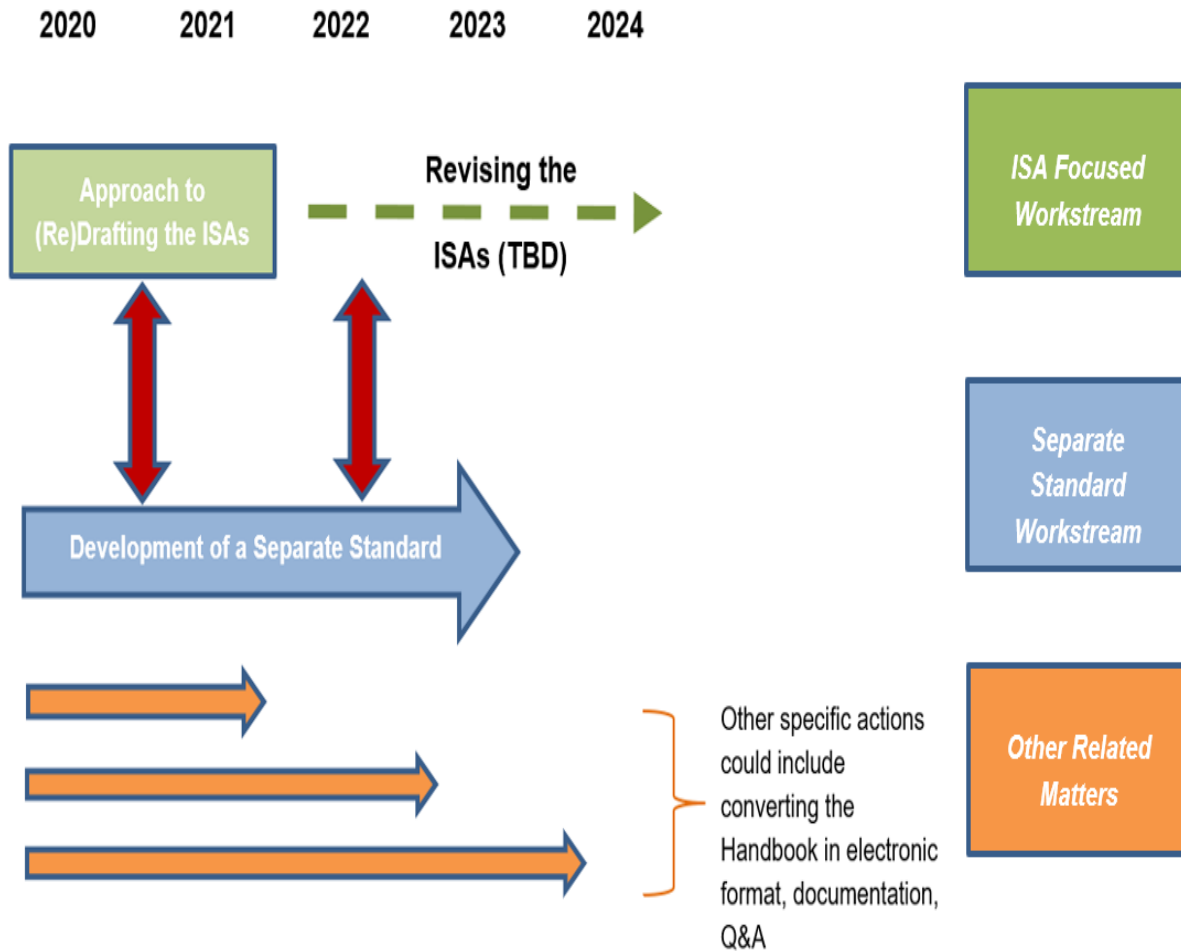 2020 2021 2022 2023 2024
Approach to
(Re)Drafting the ISAs
Revising the
ISAs (TBD)
ISA Focused
Workstream
Separate
Standard
Workstream
Development of a Separate Standard
Other specific actions
could include
converting the
Handbook in electronic
format, documentation,
Q&A
Other Related
Matters